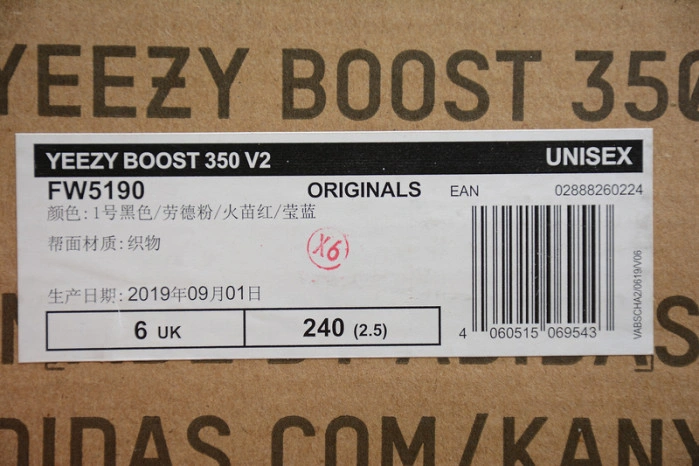 YEEZY BOOST 350
YEEZY BOOST 350 V2 UNISEX
FW5190 ORIGINALS EAN 02888260224
颜色:1号黑色/劳德粉/火苗红/莹蓝
帮面材质:织物
X6
生产日期:2019年09月01日
6 UK 240 (2.5)
4 060515 069543
VABSCHA2/0619/V06
DIDAS.COM/KANY